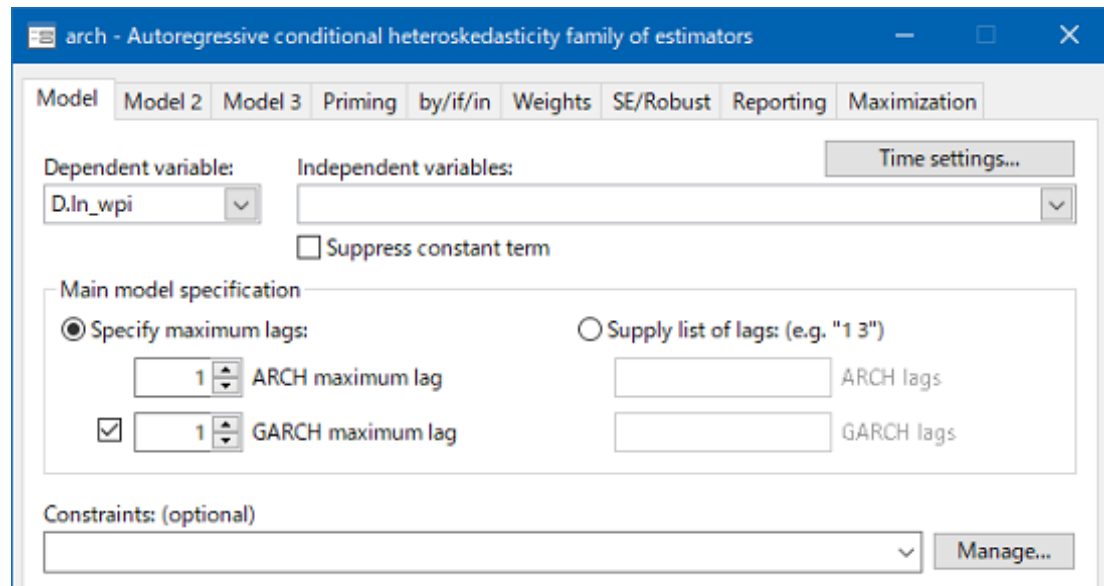 arch - Autoregressive conditional heteroskedasticity family of estimators
Model Model 2 Model 3 Priming by/if/in Weights SE/Robust Reporting Maximization
Time settings...
Dependent variable: Independent variables:
D.ln_wpi
Suppress constant term
Main model specification
Specify maximum lags: Supply list of lags: (e.g. "1 3")
1 ARCH maximum lag ARCH lags
1 GARCH maximum lag GARCH lags
Constraints: (optional)
Manage...